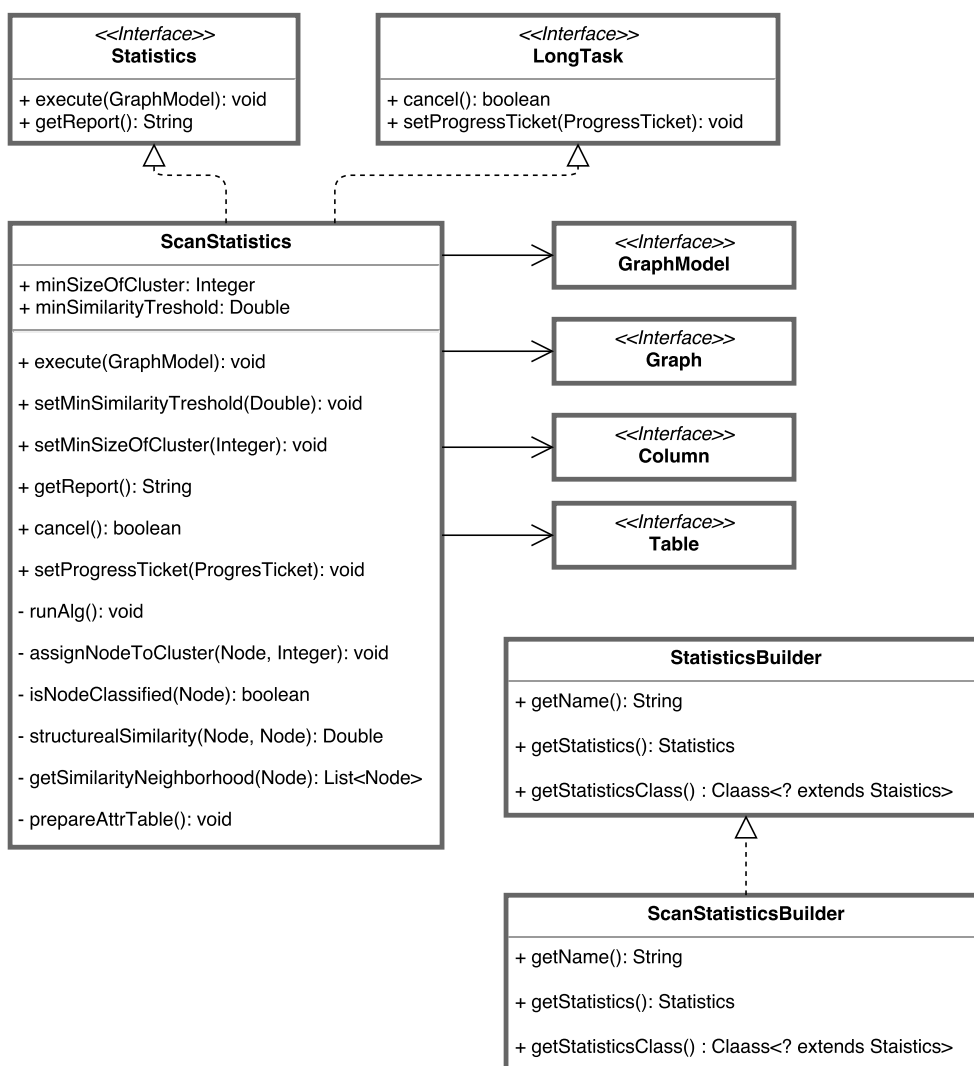 <<Interface>>
Statistics
+ execute(GraphModel): void
+ getReport(): String
<<Interface>>
LongTask
+ cancel(): boolean
+ setProgressTicket(ProgressTicket): void
ScanStatistics
+ minSizeOfCluster: Integer
+ minSimilarityTreshold: Double
+ execute(GraphModel): void
+ setMinSimilarityTreshold(Double): void
+ setMinSizeOfCluster(Integer): void
+ getReport(): String
+ cancel(): boolean
+ setProgressTicket(ProgresTicket): void
- runAlg(): void
- assignNodeToCluster(Node, Integer): void
- isNodeClassified(Node): boolean
- structurealSimilarity(Node, Node): Double
- getSimilarityNeighborhood(Node): List<Node>
- prepareAttrTable(): void
<<Interface>>
GraphModel
<<Interface>>
Graph
<<Interface>>
Column
<<Interface>>
Table
StatisticsBuilder
+ getName(): String
+ getStatistics(): Statistics
+ getStatisticsClass() : Claass<? extends Staistics>
ScanStatisticsBuilder
+ getName(): String
+ getStatistics(): Statistics
+ getStatisticsClass() : Claass<? extends Staistics>